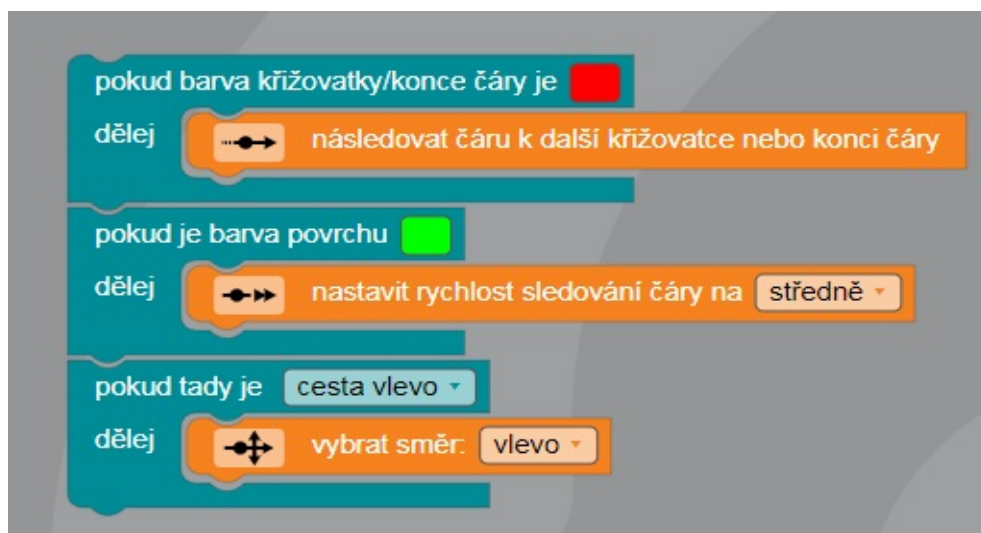 pokud barva křižovatky/konce čáry je
dělej následovat čáru k další křižovatce nebo konci čáry
pokud je barva povrchu
dělej nastavit rychlost sledování čáry na středně
pokud tady je cesta vlevo
dělej vybrat směr: vlevo